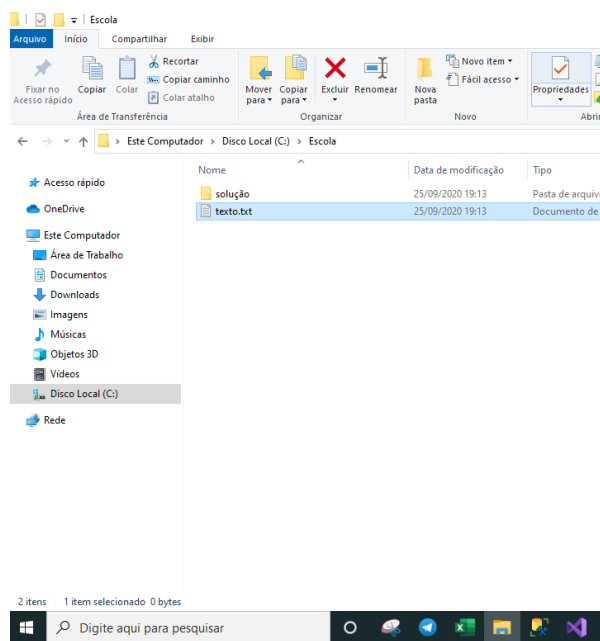 Escola
Arquivo Início Compartilhar Exibir
Fixar no Acesso rápido
Copiar
Colar
Recortar
Copiar caminho
Colar atalho
Mover para
Copiar para
Excluir
Renomear
Nova pasta
Novo item
Fácil acesso
Propriedades
Área de Transferência Organizar Novo
Este Computador > Disco Local (C:) > Escola
Nome Data de modificação Tipo
solução 25/09/2020 19:13 Pasta de
texto.txt 25/09/2020 19:13 Documento de
Acesso rápido
OneDrive
Este Computador
Área de Trabalho
Documentos
Downloads
Imagens
Músicas
Objetos 3D
Vídeos
Disco Local (C:)
Rede
2 itens 1 item selecionado 0 bytes
Digite aqui para pesquisar